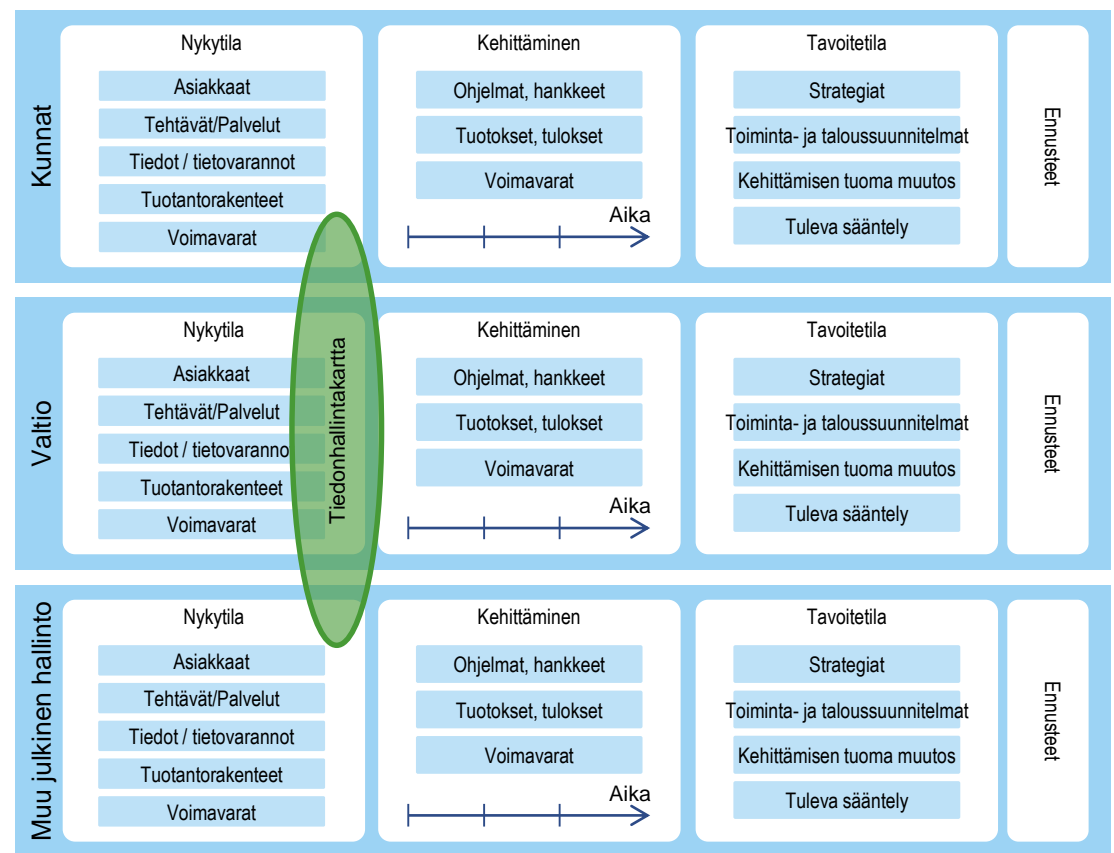 Kunnat
Nykytila
Asiakkaat
Tehtävät/Palvelut
Tiedot / tietovarannot
Tuotantorakenteet
Voimavarat
Kehittäminen
Ohjelmat, hankkeet
Tuotokset, tulokset
Voimavarat
Aika
Tavoitetila
Strategiat
Toiminta- ja taloussuunnitelmat
Kehittämisen tuoma muutos
Tuleva sääntely
Ennusteet
Valtio
Nykytila
Asiakkaat
Tehtävät/Palvelut
Tiedot / tietovaranno
Tuotantorakenteet
Voimavarat
Tiedonhallintakartta
Kehittäminen
Ohjelmat, hankkeet
Tuotokset, tulokset
Voimavarat
Aika
Tavoitetila
Strategiat
Toiminta- ja taloussuunnitelmat
Kehittämisen tuoma muutos
Tuleva sääntely
Ennusteet
Muu julkinen hallinto
Nykytila
Asiakkaat
Tehtävät/Palvelut
Tiedot / tietovarannot
Tuotantorakenteet
Voimavarat
Kehittäminen
Ohjelmat, hankkeet
Tuotokset, tulokset
Voimavarat
Aika
Tavoitetila
Strategiat
Toiminta- ja taloussuunnitelmat
Kehittämisen tuoma muutos
Tuleva sääntely
Ennusteet